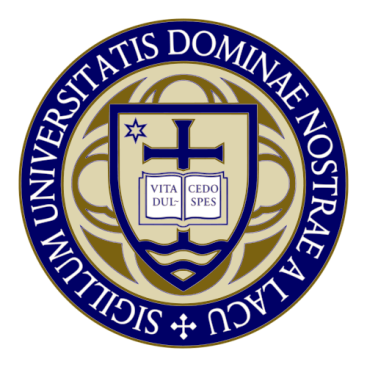 SIGILLUM UNIVERSITATIS DOMINAE NOSTRAE A LACU
VITA CEDO
DUL- SPES